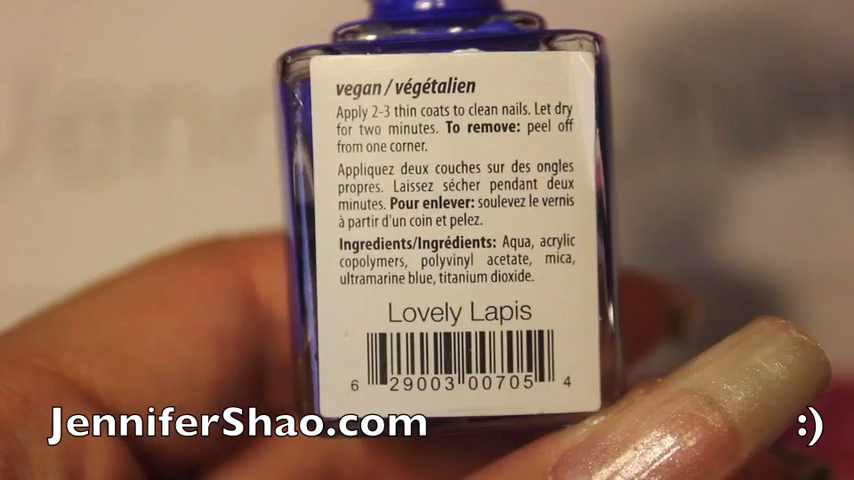 vegan / végétalien
Apply 2-3 thin coats to clean nails. Let dry
for two minutes. To remove: peel off
from one corner.
Appliquez deux couches sur des ongles
propres. Laissez sécher pendant deux
minutes. Pour enlever: soulevez le vernis
à partir d'un coin et pelez.
Ingredients/Ingrédients: Aqua, acrylic
copolymers, polyvinyl acetate, mica,
ultramarine blue, titanium dioxide.
Lovely Lapis
6 29003 00705 4
JenniferShao.com :)